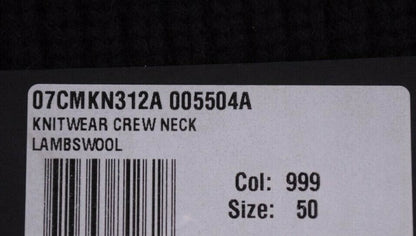 07CMKN312A 005504A
KNITWEAR CREW NECK
LAMBSWOOL
Col: 999
Size: 50